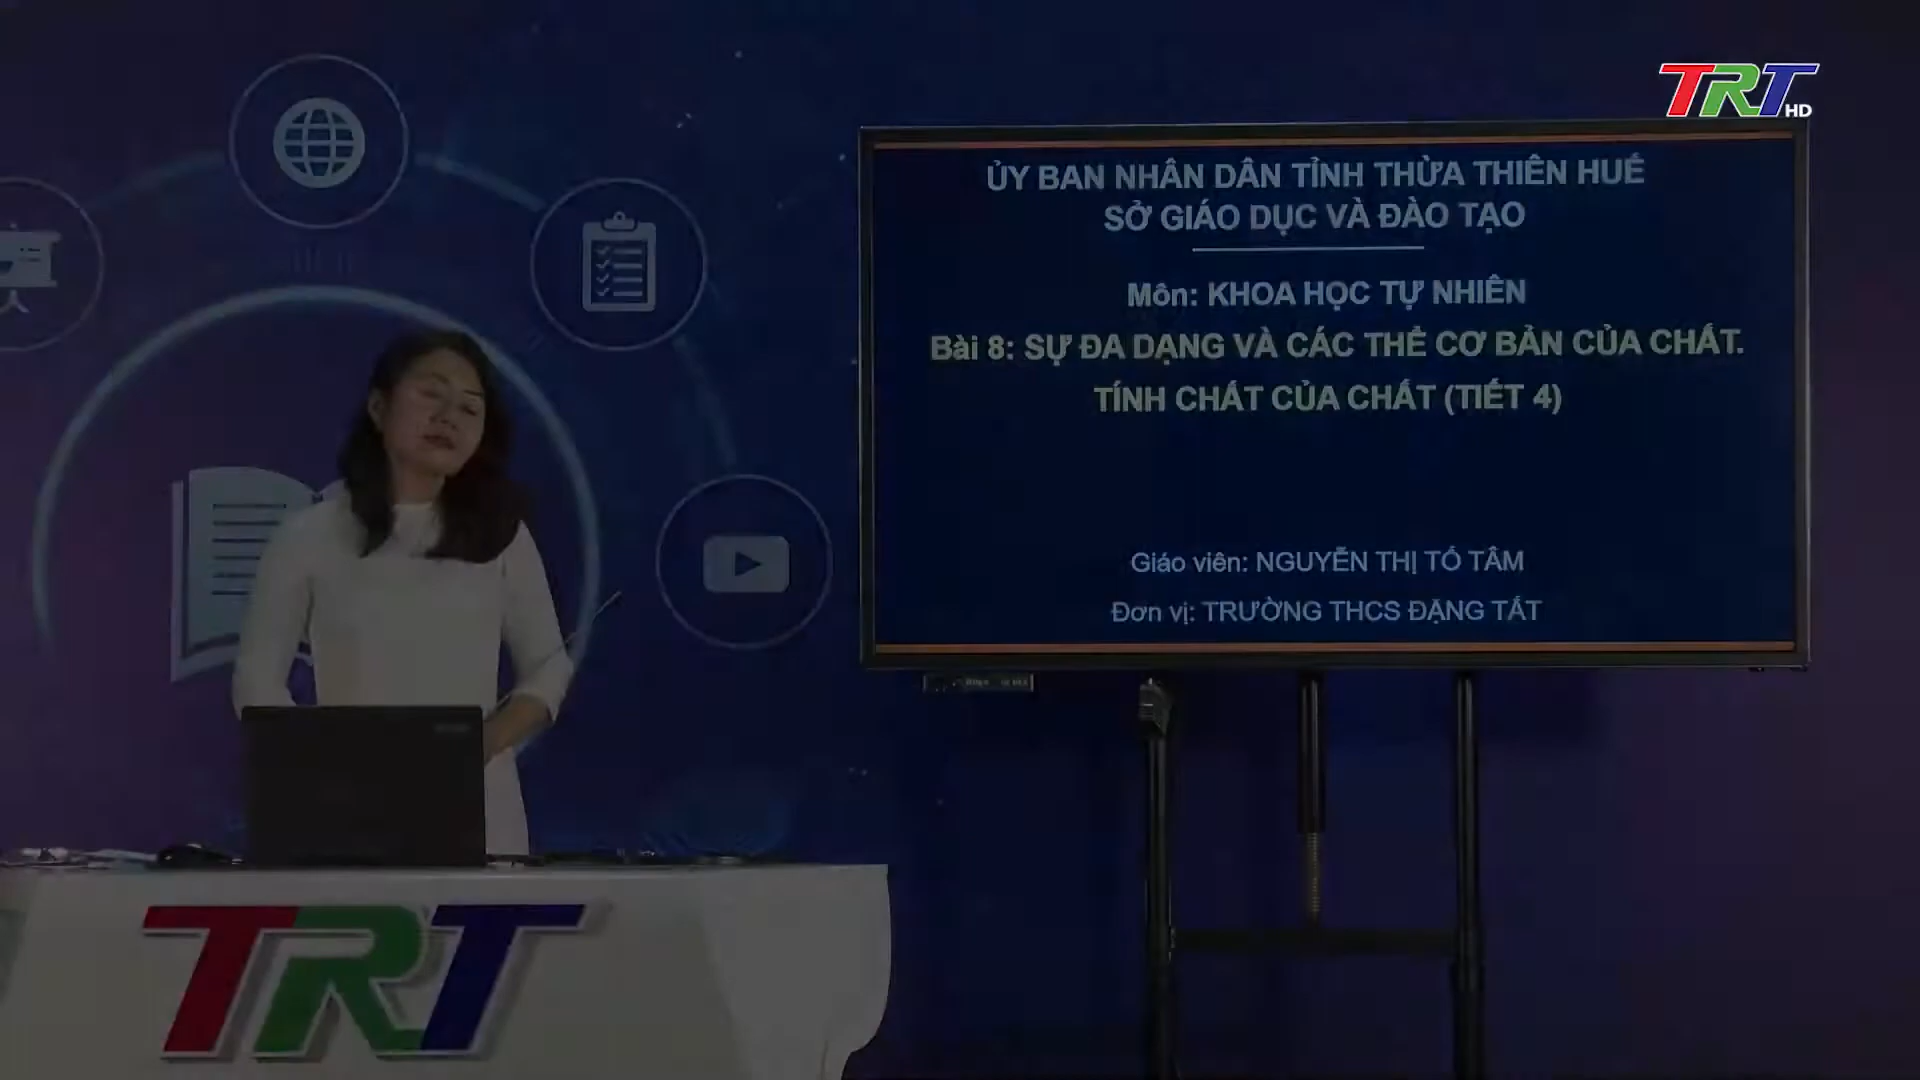 TRT HD
ỦY BAN NHÂN DÂN TỈNH THỪA THIÊN HUẾ
SỞ GIÁO DỤC VÀ ĐÀO TẠO
Môn: KHOA HỌC TỰ NHIÊN
Bài 8: SỰ ĐA DẠNG VÀ CÁC THỂ CƠ BẢN CỦA CHẤT.
TÍNH CHẤT CỦA CHẤT (TIẾT 4)
Giáo viên: NGUYỄN THỊ TỐ TÂM
Đơn vị: TRƯỜNG THCS ĐẶNG TẤT
TRT